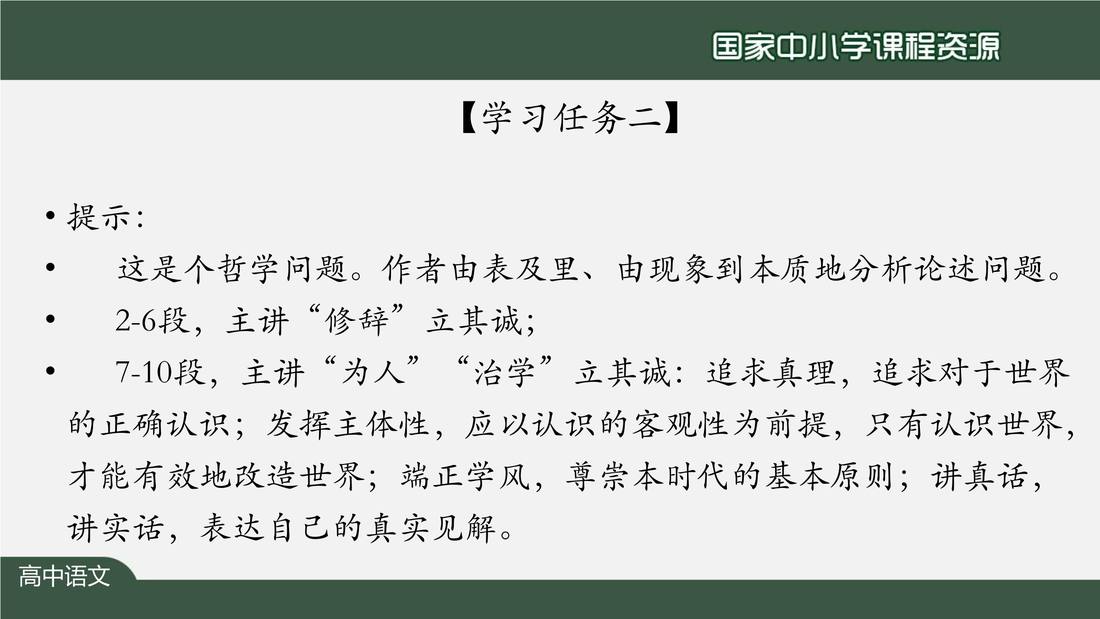 国家中小学课程资源
【学习任务二】
• 提示：
• 这是个哲学问题。作者由表及里、由现象到本质地分析论述问题。
• 2-6段，主讲“修辞”立其诚；
• 7-10段，主讲“为人”“治学”立其诚：追求真理，追求对于世界
的正确认识；发挥主体性，应以认识的客观性为前提，只有认识世界，
才能有效地改造世界；端正学风，尊崇本时代的基本原则；讲真话，
讲实话，表达自己的真实见解。
高中语文